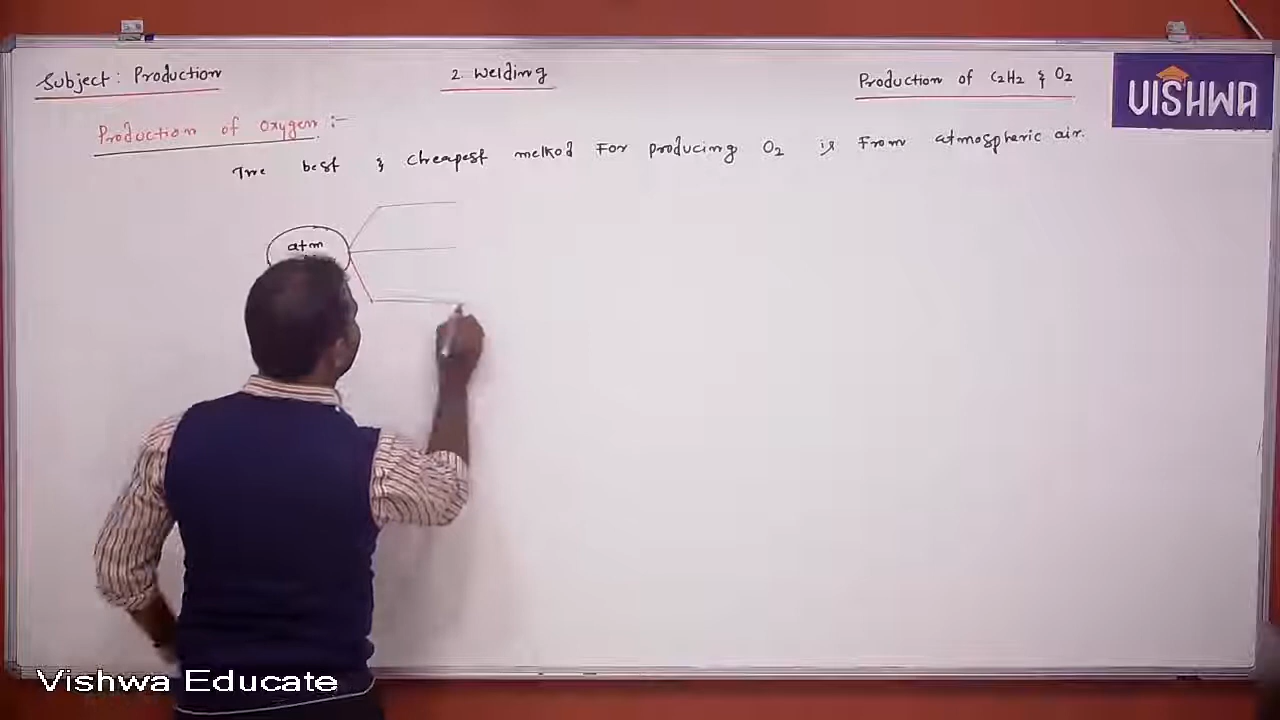 Subject: Production
2. Welding
Production of C2H2 & O2
VISHWA
Production of Oxygen :-
The best & cheapest method For producing O2 is From atmospheric air.
atm
Vishwa Educate